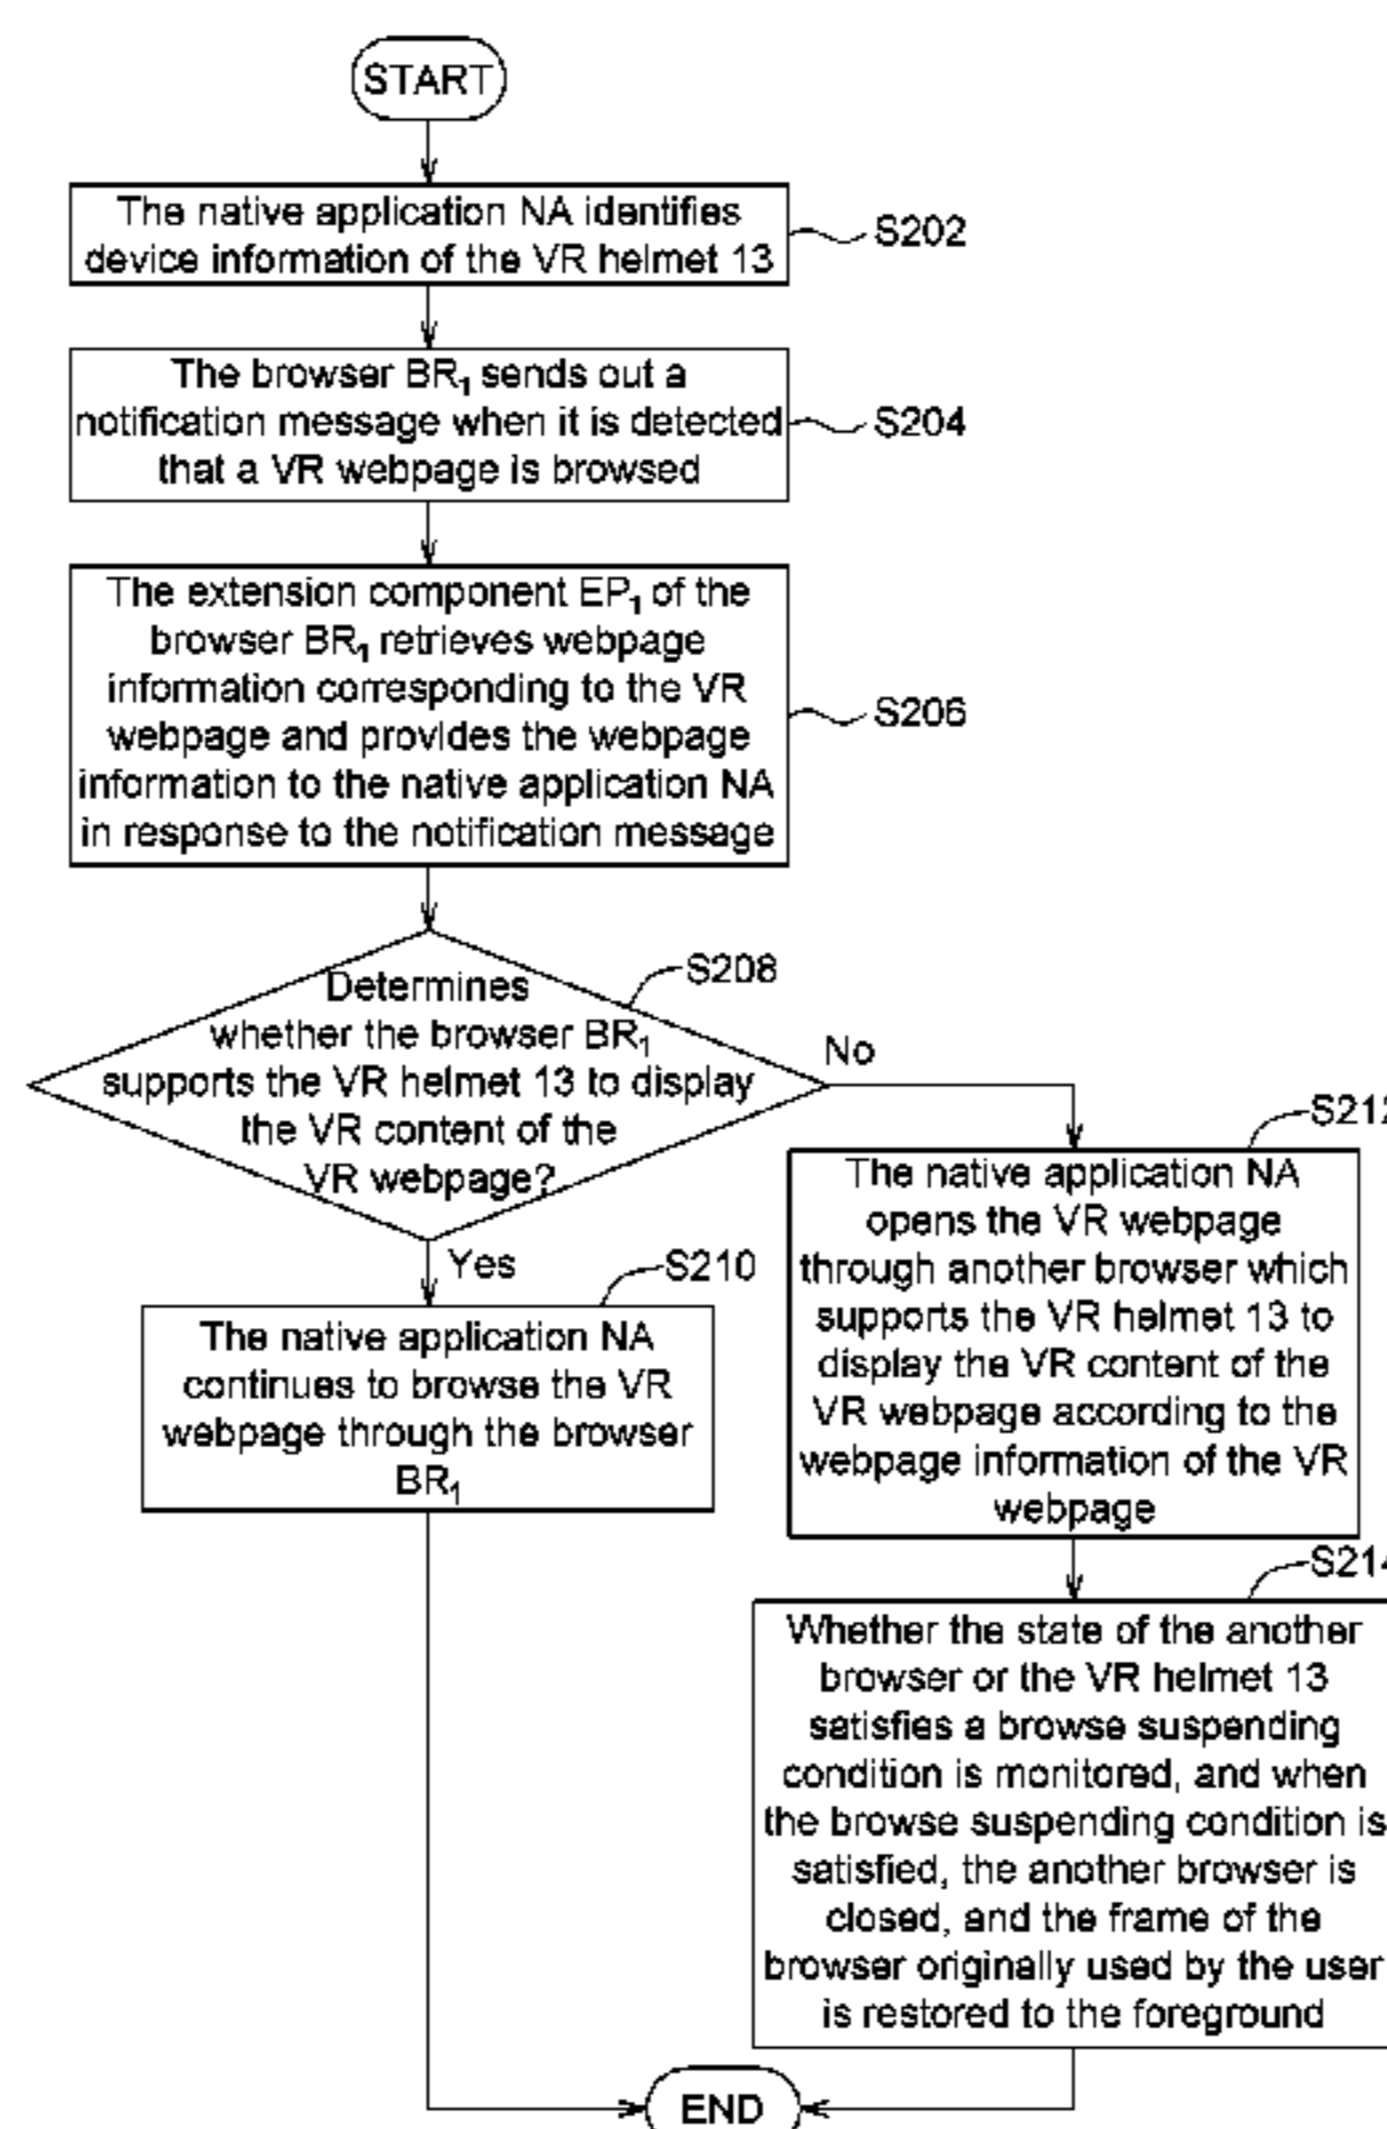 START
The native application NA identifies
device information of the VR helmet 13
S202
The browser BR₁ sends out a
notification message when it is detected
that a VR webpage is browsed
S204
The extension component EP₁ of the
browser BR₁ retrieves webpage
information corresponding to the VR
webpage and provides the webpage
information to the native application NA
in response to the notification message
S206
Determines
whether the browser BR₁
supports the VR helmet 13 to display
the VR content of the
VR webpage?
S208
No
Yes
S210
The native application NA
continues to browse the VR
webpage through the browser
BR₁
S212
The native application NA
opens the VR webpage
through another browser which
supports the VR helmet 13 to
display the VR content of the
VR webpage according to the
webpage information of the VR
webpage
S214
Whether the state of the another
browser or the VR helmet 13
satisfies a browse suspending
condition is monitored, and when
the browse suspending condition is
satisfied, the another browser is
closed, and the frame of the
browser originally used by the user
is restored to the foreground
END